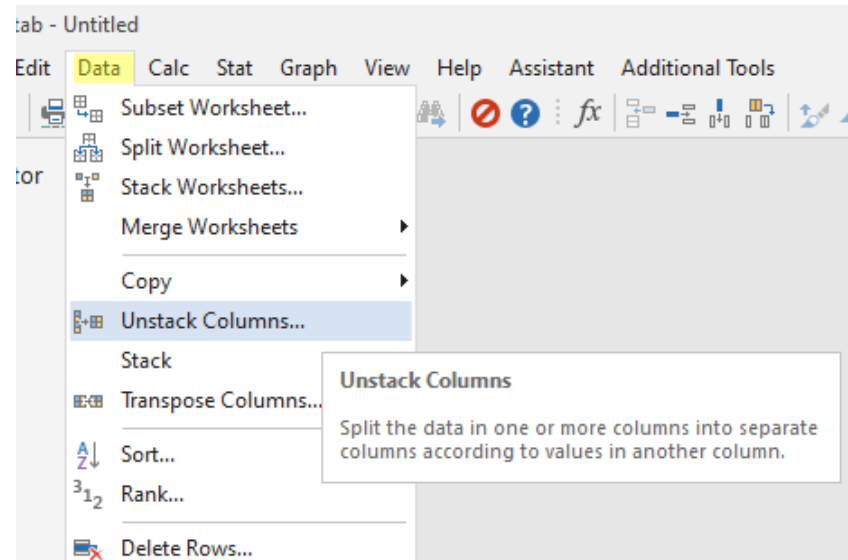 tab - Untitled
Edit Data Calc Stat Graph View Help Assistant Additional Tools
Subset Worksheet...
fx
Split Worksheet...
tor
Stack Worksheets...
Merge Worksheets
Copy
Unstack Columns...
Stack
Unstack Columns
Transpose Columns...
Split the data in one or more columns into separate
columns according to values in another column.
Sort...
Rank...
Delete Rows...